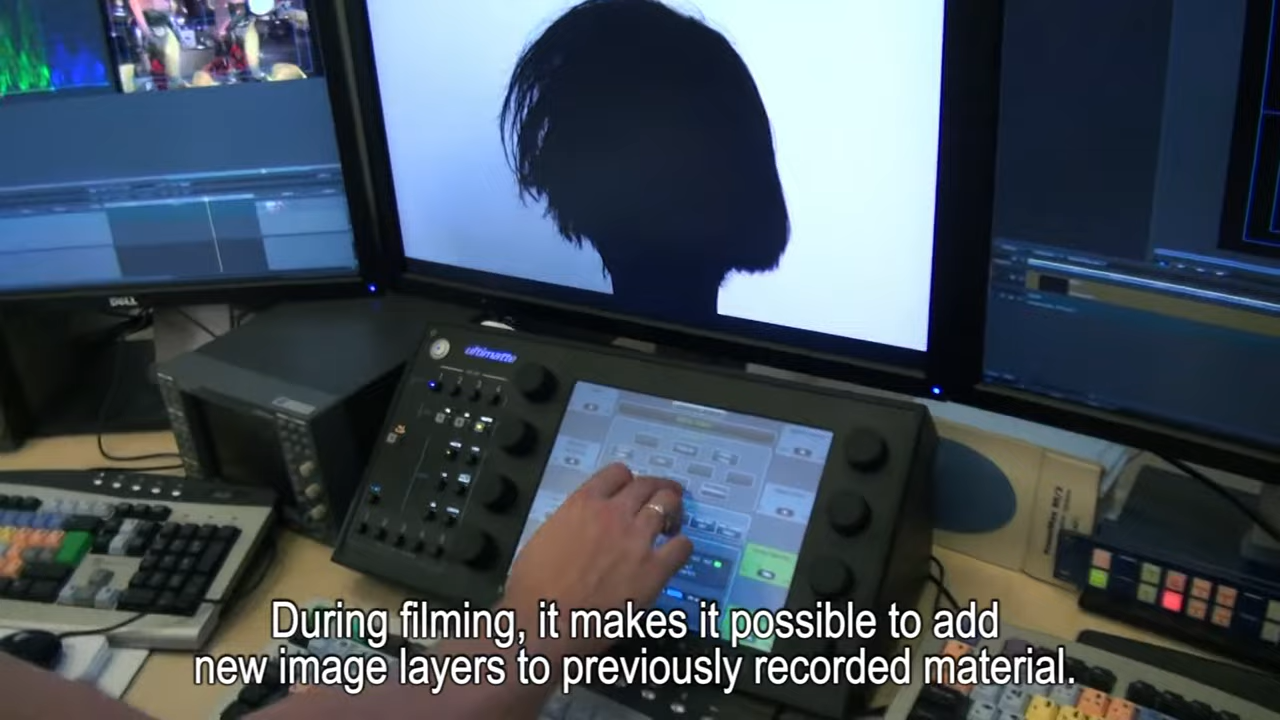 DELL
ultimatte
During filming, it makes it possible to add
new image layers to previously recorded material.